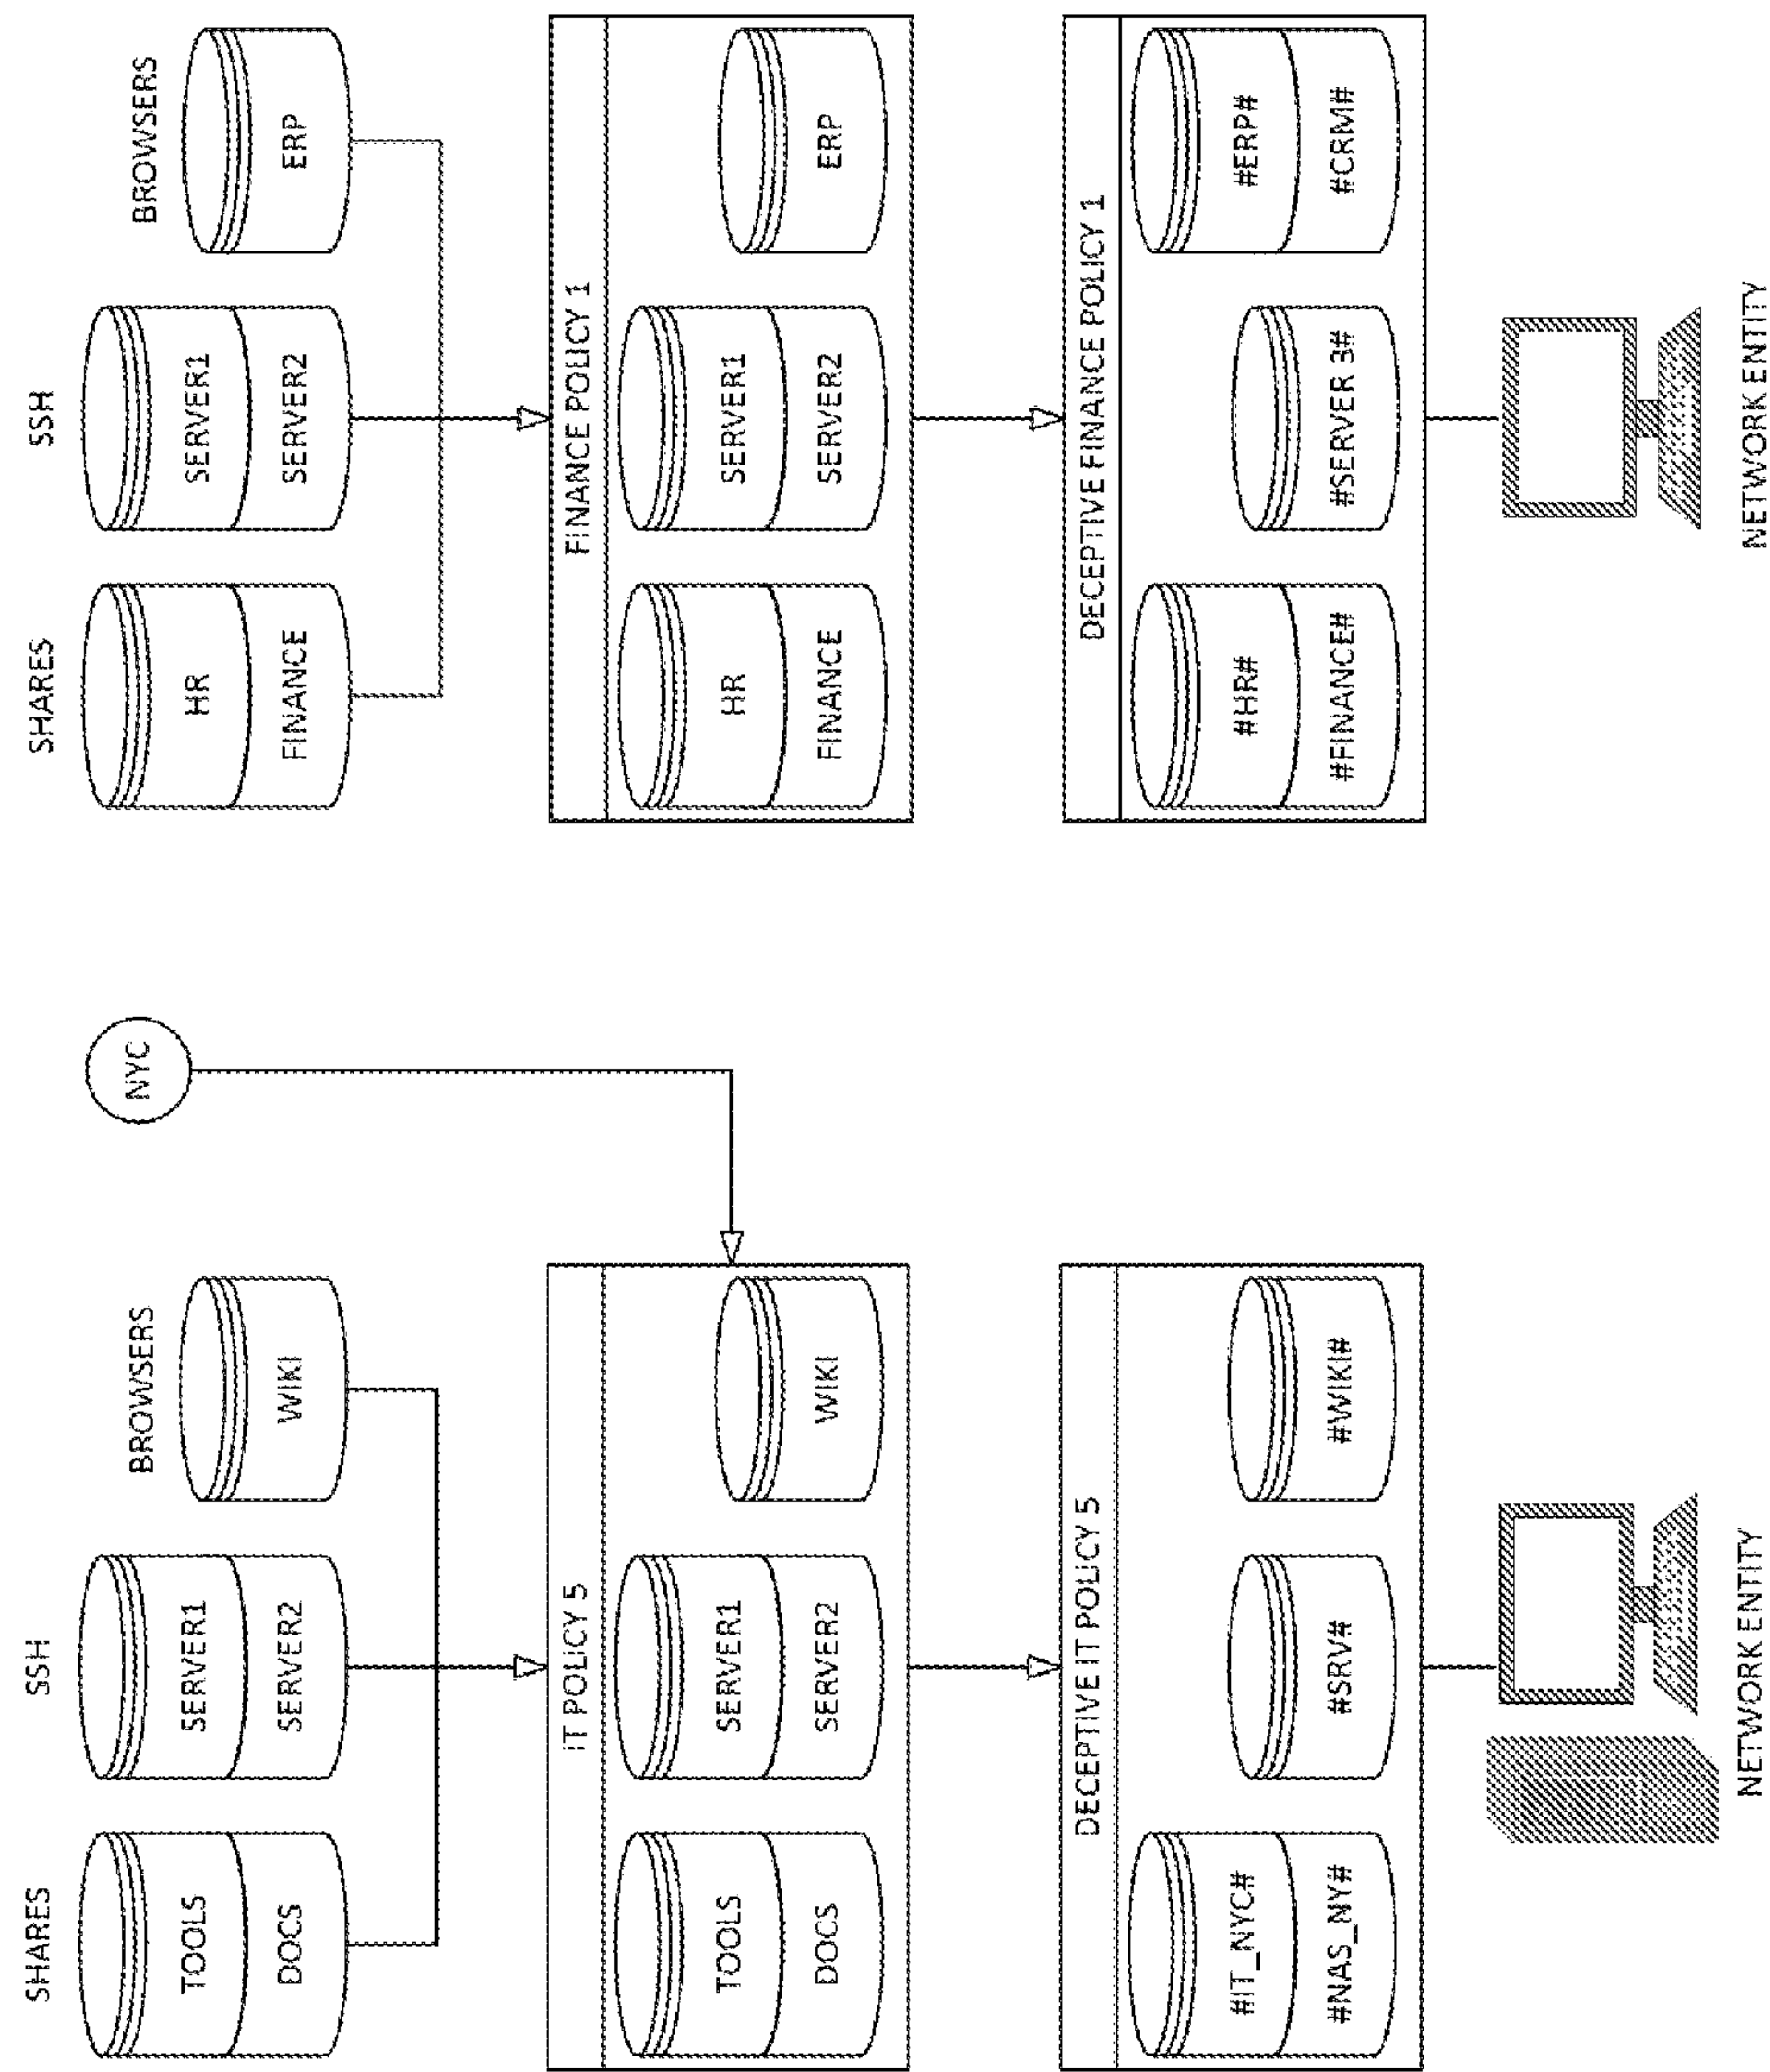 SHARES
SSH
BROWSERS
TOOLS
DOCS
SERVER1
SERVER2
WIKI
NYC
IT POLICY 5
TOOLS
DOCS
SERVER1
SERVER2
WIKI
DECEPTIVE IT POLICY 5
#IT_NYC#
#NAS_NY#
#SRV#
#WIKI#
NETWORK ENTITY
SHARES
SSH
BROWSERS
HR
FINANCE
SERVER1
SERVER2
ERP
FINANCE POLICY 1
HR
FINANCE
SERVER1
SERVER2
ERP
DECEPTIVE FINANCE POLICY 1
#HR#
#FINANCE#
#SERVER 3#
#ERP#
#CRM#
NETWORK ENTITY